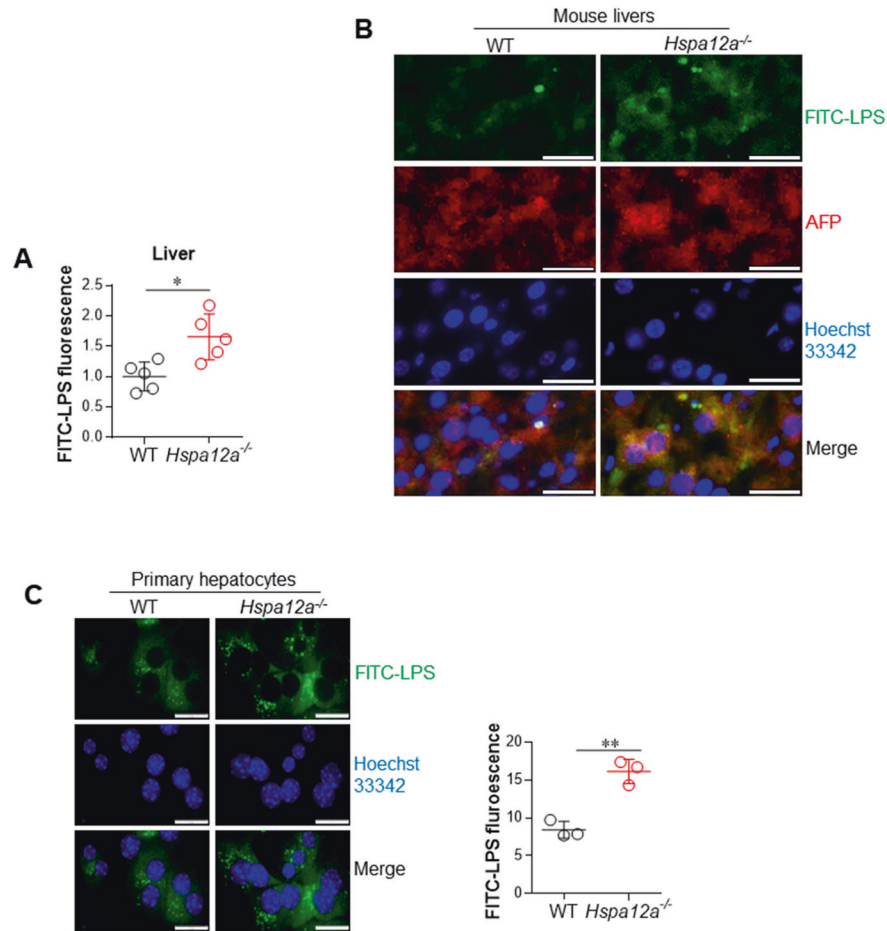 A
Liver
*
FITC-LPS fluorescence
2.5
2.0
1.5
1.0
0.5
0.0
WT Hspa12a-/-
B
Mouse livers
WT Hspa12a-/-
FITC-LPS
AFP
Hoechst
33342
Merge
C
Primary hepatocytes
WT Hspa12a-/-
FITC-LPS
Hoechst
33342
Merge
**
FITC-LPS fluroescence
20
15
10
5
0
WT Hspa12a-/-